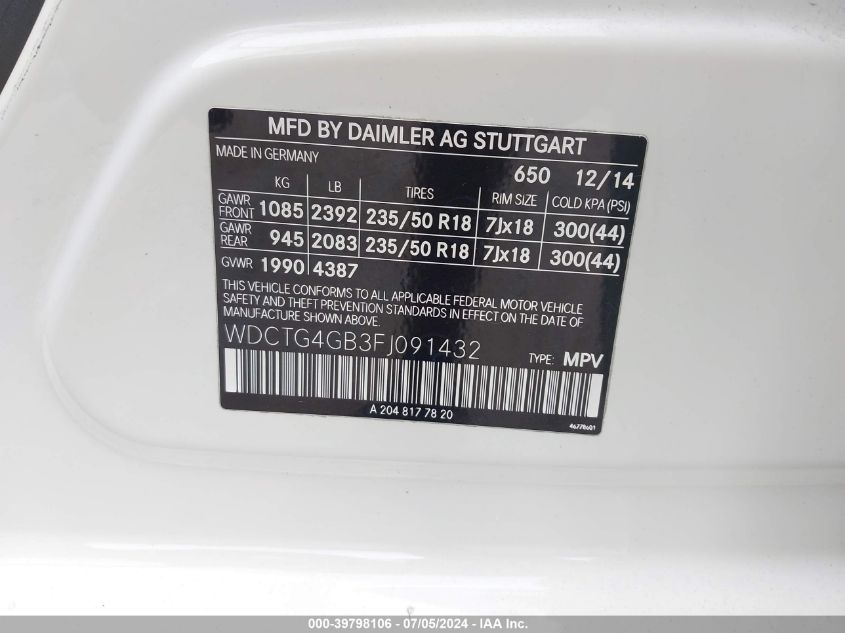 MFD BY DAIMLER AG STUTTGART
MADE IN GERMANY 650 12/14
KG LB TIRES RIM SIZE COLD KPA (PSI)
GAWR FRONT 1085 2392 235/50 R18 7Jx18 300(44)
GAWR REAR 945 2083 235/50 R18 7Jx18 300(44)
GVWR 1990 4387
THIS VEHICLE CONFORMS TO ALL APPLICABLE FEDERAL MOTOR VEHICLE
SAFETY AND THEFT PREVENTION STANDARDS IN EFFECT ON THE DATE OF
MANUFACTURE SHOWN ABOVE.
WDCTG4GB3FJ091432 TYPE: MPV
A 204 817 78 20
46778601
000-39798106 - 07/05/2024 - IAA Inc.